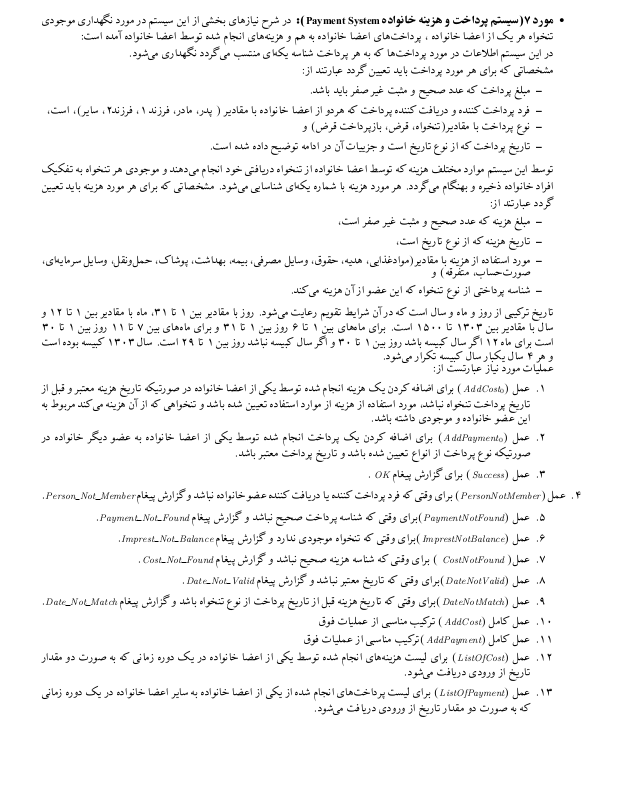 • مورد ۷(سیستم پرداخت و هزینه خانواده Payment System ): در شرح نیازهای بخشی از این سیستم در مورد نگهداری موجودی
تنخواه هر یک از اعضا خانواده ، پرداخت‌های اعضا خانواده به هم و هزینه‌های انجام شده توسط اعضا خانواده آمده است:
در این سیستم اطلاعات در مورد پرداخت‌ها که به هر پرداخت شناسه یکه‌ای منتسب می‌گردد نگهداری می‌شود.
مشخصاتی که برای هر مورد پرداخت باید تعیین گردد عبارتند از:
– مبلغ پرداخت که عدد صحیح و مثبت غیر صفر باید باشد.
– فرد پرداخت کننده و دریافت کننده پرداخت که هردو از اعضا خانواده با مقادیر ( پدر، مادر، فرزند۱، فرزند۲، سایر)، است،
– نوع پرداخت با مقادیر(تنخواه، قرض، بازپرداخت قرض) و
– تاریخ پرداخت که از نوع تاریخ است و جزییات آن در ادامه توضیح داده شده است.
توسط این سیستم موارد مختلف هزینه که توسط اعضا خانواده از تنخواه دریافتی خود انجام می‌دهند و موجودی هر تنخواه به تفکیک
افراد خانواده ذخیره و بهنگام می‌گردد. هر مورد هزینه با شماره یکه‌ای شناسایی می‌شود. مشخصاتی که برای هر مورد هزینه باید تعیین
گردد عبارتند از:
– مبلغ هزینه که عدد صحیح و مثبت غیر صفر است،
– تاریخ هزینه که از نوع تاریخ است،
– مورد استفاده از هزینه با مقادیر(موادغذایی، هدیه، حقوق، وسایل مصرفی، بیمه، بهداشت، پوشاک، حمل‌ونقل، وسایل سرمایه‌ای،
صورت‌حساب، متفرقه) و
– شناسه پرداختی از نوع تنخواه که این عضو از آن هزینه می‌کند.
تاریخ ترکیبی از روز و ماه و سال است که در آن شرایط تقویم رعایت می‌شود. روز با مقادیر بین ۱ تا ۳۱، ماه با مقادیر بین ۱ تا ۱۲ و
سال با مقادیر بین ۱۳۰۳ تا ۱۵۰۰ است. برای ماه‌های بین ۱ تا ۶ روز بین ۱ تا ۳۱ و برای ماه‌های بین ۷ تا ۱۱ روز بین ۱ تا ۳۰
است برای ماه ۱۲ اگر سال کبیسه باشد روز بین ۱ تا ۳۰ و اگر سال کبیسه نباشد روز بین ۱ تا ۲۹ است. سال ۱۳۰۳ کبیسه بوده است
و هر ۴ سال یکبار سال کبیسه تکرار می‌شود.
عملیات مورد نیاز عبارتست از:
۱. عمل (AddCost₀ ) برای اضافه کردن یک هزینه انجام شده توسط یکی از اعضا خانواده در صورتیکه تاریخ هزینه معتبر و قبل از
تاریخ پرداخت تنخواه نباشد، مورد استفاده از هزینه از موارد استفاده تعیین شده باشد و تنخواهی که از آن هزینه می‌کند مربوط به
این عضو خانواده و موجودی داشته باشد.
۲. عمل (AddPayment₀) برای اضافه کردن یک پرداخت انجام شده توسط یکی از اعضا خانواده به عضو دیگر خانواده در
صورتیکه نوع پرداخت از انواع تعیین شده باشد و تاریخ پرداخت معتبر باشد.
۳. عمل (Success) برای گزارش پیغام OK .
۴. عمل (PersonNotMember) برای وقتی که فرد پرداخت کننده یا دریافت کننده عضو خانواده نباشد و گزارش پیغام Person_Not_Member.
۵. عمل (PaymentNotFound )برای وقتی که شناسه پرداخت صحیح نباشد و گزارش پیغام Payment_Not_Found.
۶. عمل (ImprestNotBalance )برای وقتی که تنخواه موجودی ندارد و گزارش پیغام Imprest_Not_Balance.
۷. عمل( CostNotFound ) برای وقتی که شناسه هزینه صحیح نباشد و گزارش پیغام Cost_Not_Found .
۸. عمل (DateNotValid )برای وقتی که تاریخ معتبر نباشد و گزارش پیغام Date_Not_Valid.
۹. عمل (DateNotMatch )برای وقتی که تاریخ هزینه قبل از تاریخ پرداخت از نوع تنخواه باشد و گزارش پیغام Date_Not_Match.
۱۰. عمل کامل (AddCost ) ترکیب مناسبی از عملیات فوق
۱۱. عمل کامل (AddPayment )ترکیب مناسبی از عملیات فوق
۱۲. عمل (ListOfCost ) برای لیست هزینه‌های انجام شده توسط یکی از اعضا خانواده در یک دوره زمانی که به صورت دو مقدار
تاریخ از ورودی دریافت می‌شود.
۱۳. عمل (ListOfPayment ) برای لیست پرداخت‌های انجام شده از یکی از اعضا خانواده به سایر اعضا خانواده در یک دوره زمانی
که به صورت دو مقدار تاریخ از ورودی دریافت می‌شود.